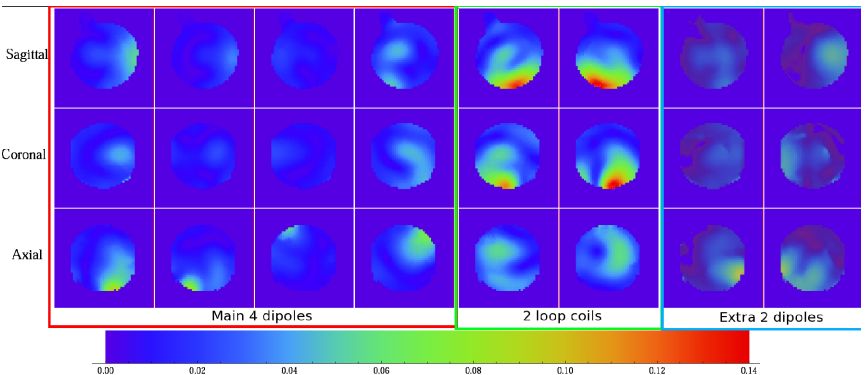 Sagittal
Coronal
Axial
Main 4 dipoles
2 loop coils
Extra 2 dipoles
0.00 0.02 0.04 0.06 0.08 0.10 0.12 0.14